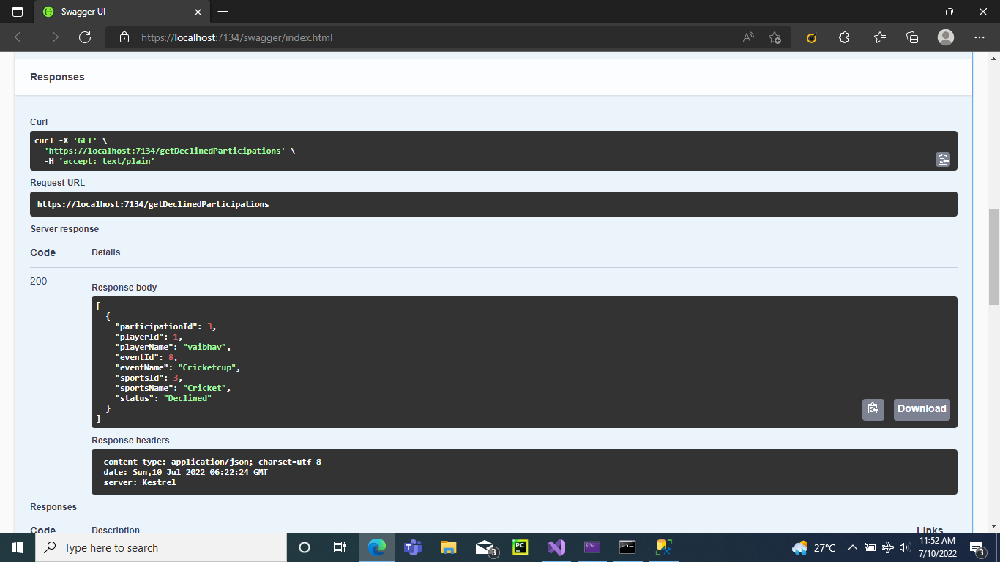 Swagger UI
https://localhost:7134/swagger/index.html
Responses
Curl
curl -X 'GET' \
'https://localhost:7134/getDeclinedParticipations' \
-H 'accept: text/plain'
Request URL
https://localhost:7134/getDeclinedParticipations
Server response
Code Details
200
Response body
[
{
"participationId": 3,
"playerId": 1,
"playerName": "vaibhav",
"eventId": 8,
"eventName": "Cricketcup",
"sportsId": 3,
"sportsName": "Cricket",
"status": "Declined"
}
]
Download
Response headers
content-type: application/json; charset=utf-8
date: Sun,10 Jul 2022 06:22:24 GMT
server: Kestrel
Responses
Code Description Links
Type here to search
3
PC
27°C
11:52 AM
7/10/2022
3